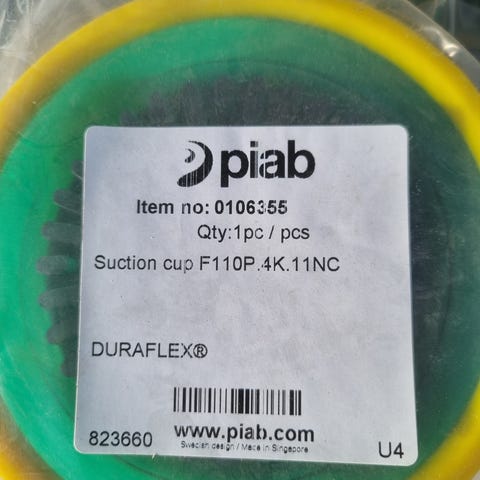 piab
Item no: 0106355
Qty:1pc / pcs
Suction cup F110P.4K.11NC
DURAFLEX®
www.piab.com
823660
Swedish design / Made in Singapore
U4